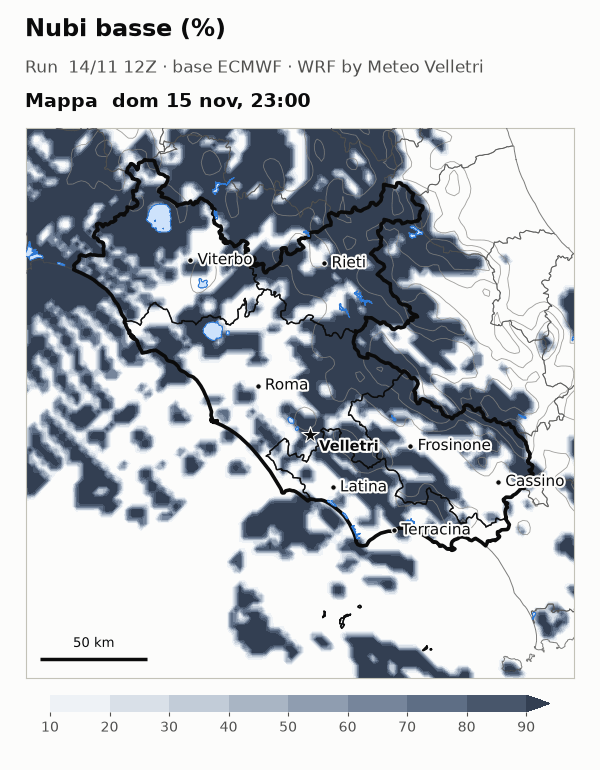 Nubi basse (%)
Run  14/11 12Z · base ECMWF · WRF by Meteo Velletri
Mappa  dom 15 nov, 23:00
Viterbo
Rieti
Roma
Velletri
Frosinone
Cassino
Latina
Terracina
50 km
10 20 30 40 50 60 70 80 90